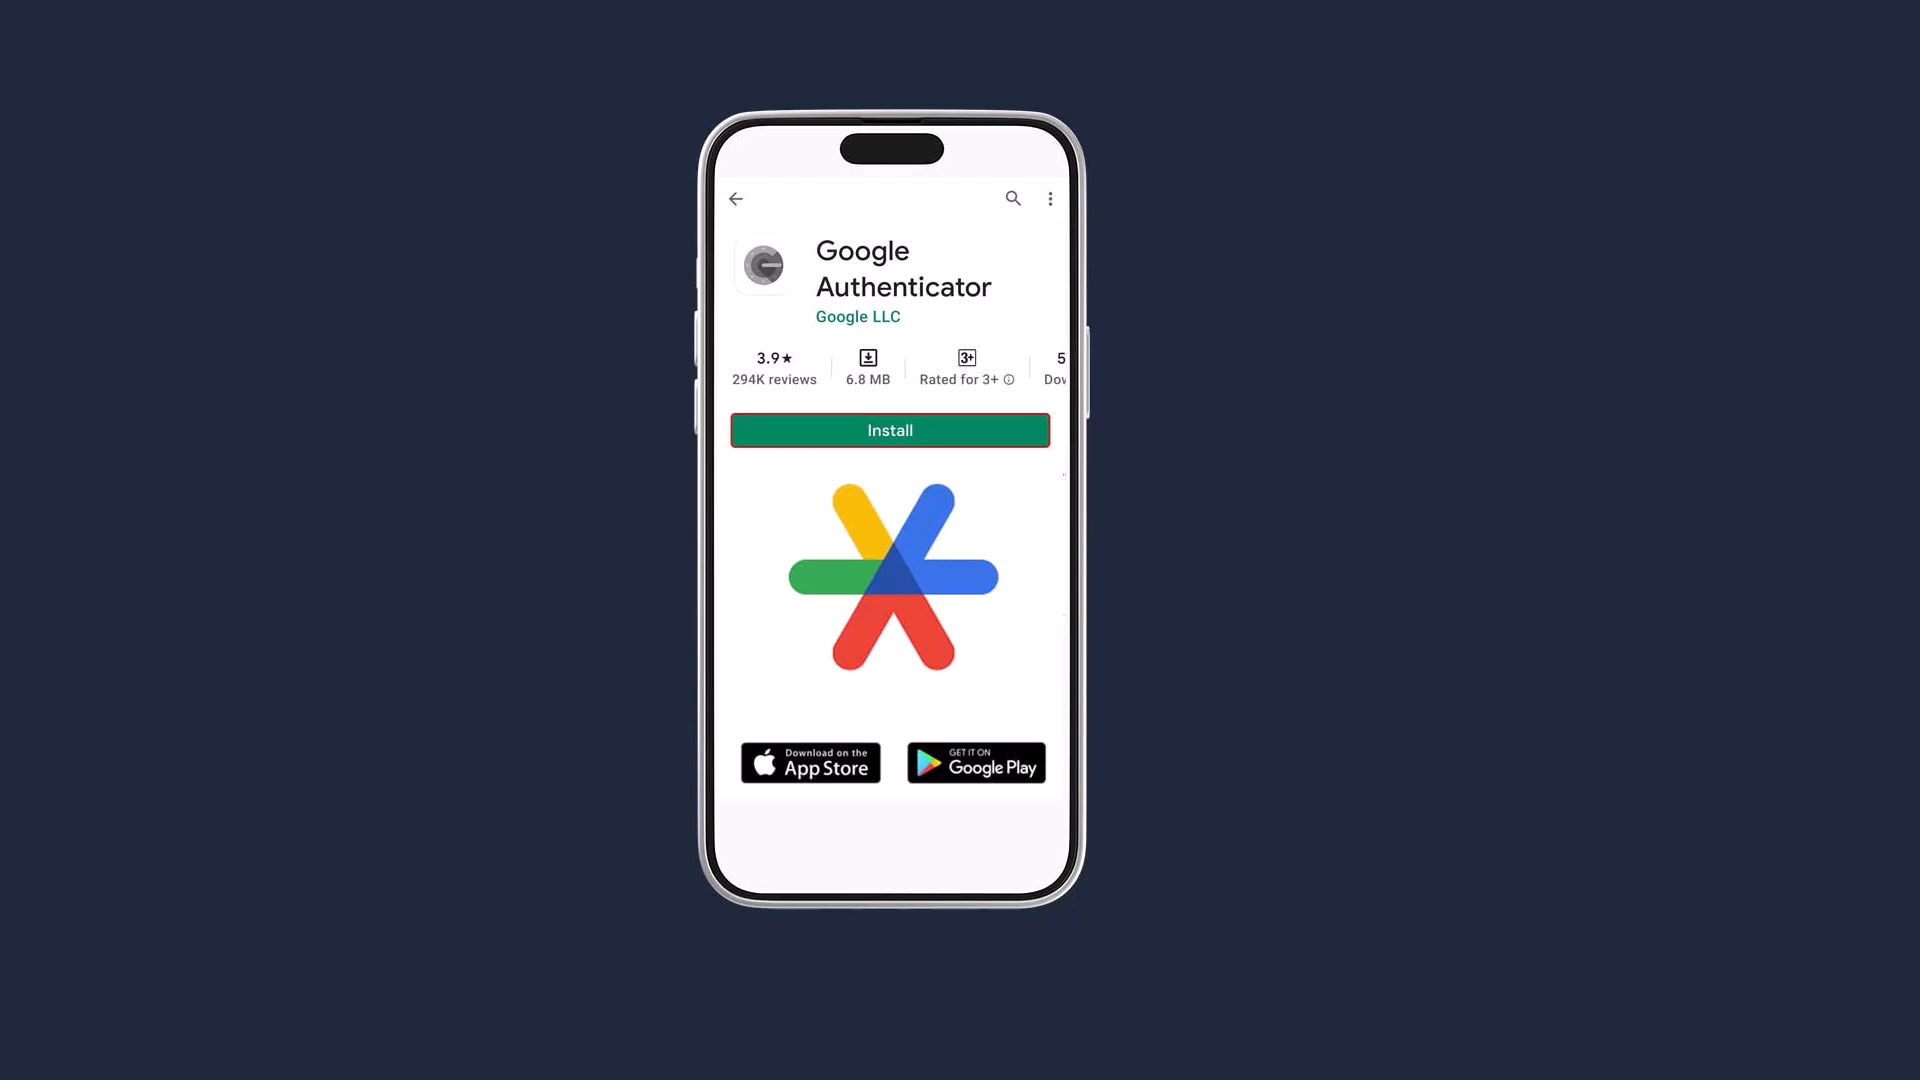 Google
Authenticator
Google LLC
3.9★
3+
5
294K reviews
6.8 MB
Rated for 3+
Dov
Install
Download on the
App Store
GET IT ON
Google Play